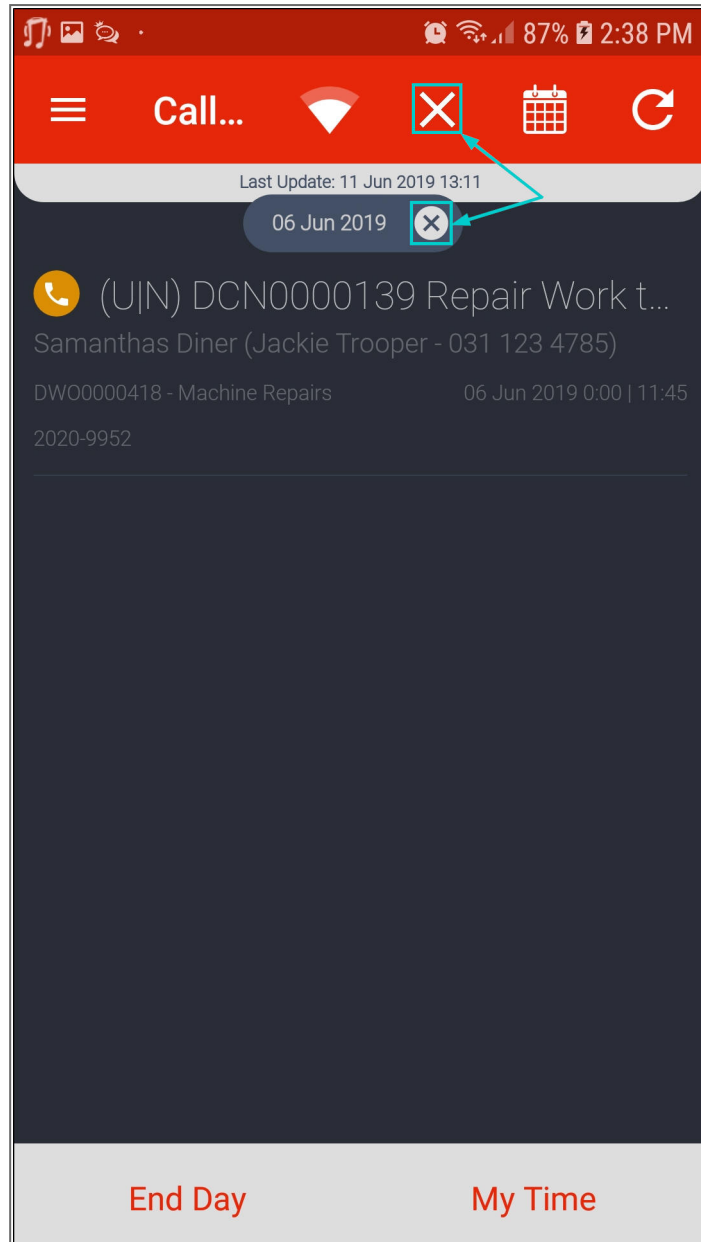 87% 2:38 PM
Call...
Last Update: 11 Jun 2019 13:11
06 Jun 2019
(U|N) DCN0000139 Repair Work t...
Samanthas Diner (Jackie Trooper - 031 123 4785)
DWO0000418 - Machine Repairs 06 Jun 2019 0:00 | 11:45
2020-9952
End Day My Time